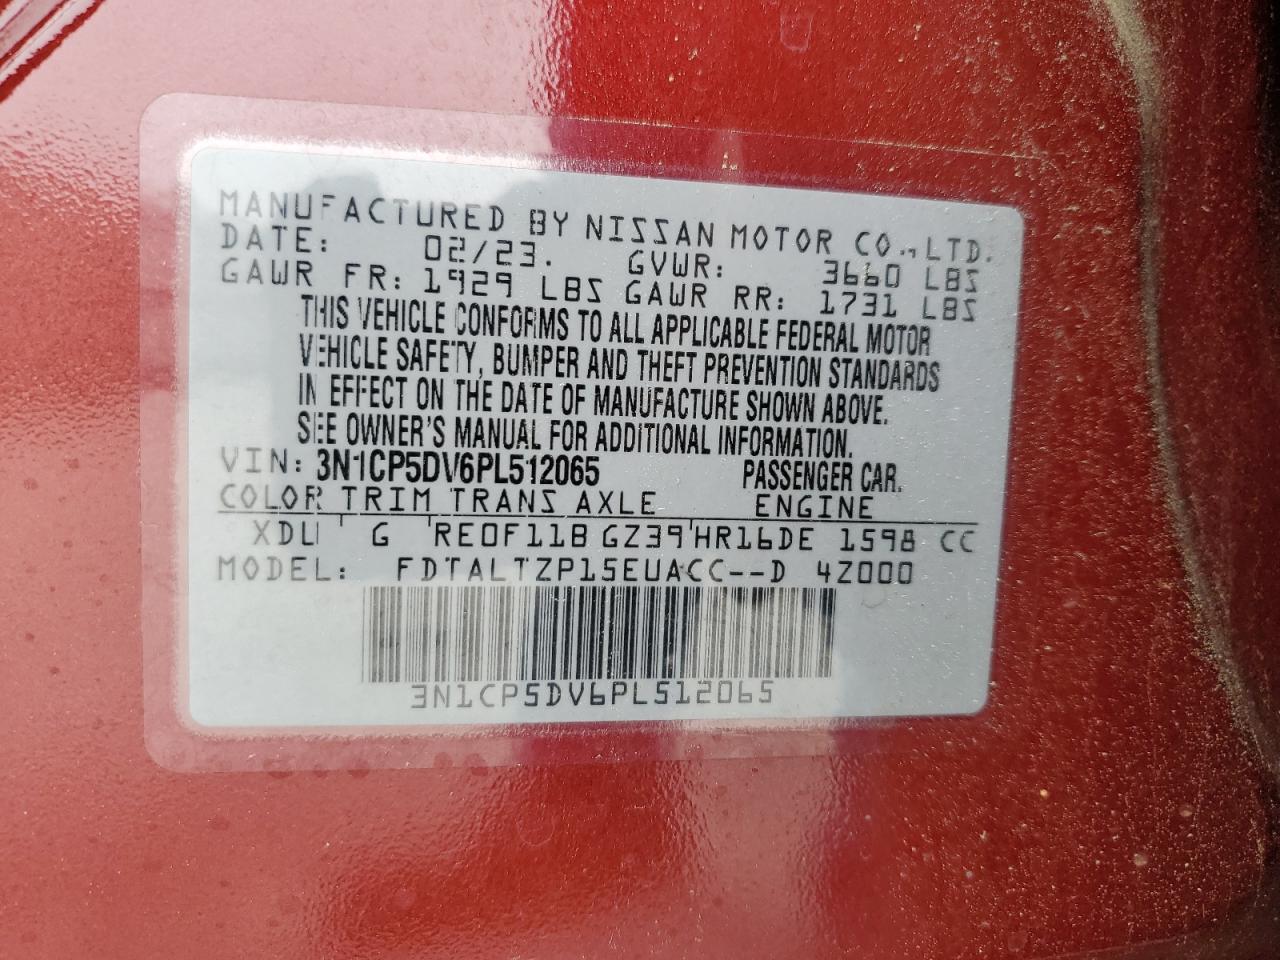 MANUFACTURED BY NISSAN MOTOR CO.,LTD.
DATE: 02/23. GVWR: 3660 LBS
GAWR FR: 1929 LBS GAWR RR: 1731 LBS
THIS VEHICLE CONFORMS TO ALL APPLICABLE FEDERAL MOTOR
VEHICLE SAFETY, BUMPER AND THEFT PREVENTION STANDARDS
IN EFFECT ON THE DATE OF MANUFACTURE SHOWN ABOVE.
SEE OWNER'S MANUAL FOR ADDITIONAL INFORMATION.
VIN: 3N1CP5DV6PL512065 PASSENGER CAR.
COLOR TRIM TRANS AXLE ENGINE
XDU G RE0F11B GZ39 HR16DE 1598 CC
MODEL: FDTALTZP15EUACC--D 4Z000
3N1CP5DV6PL512065